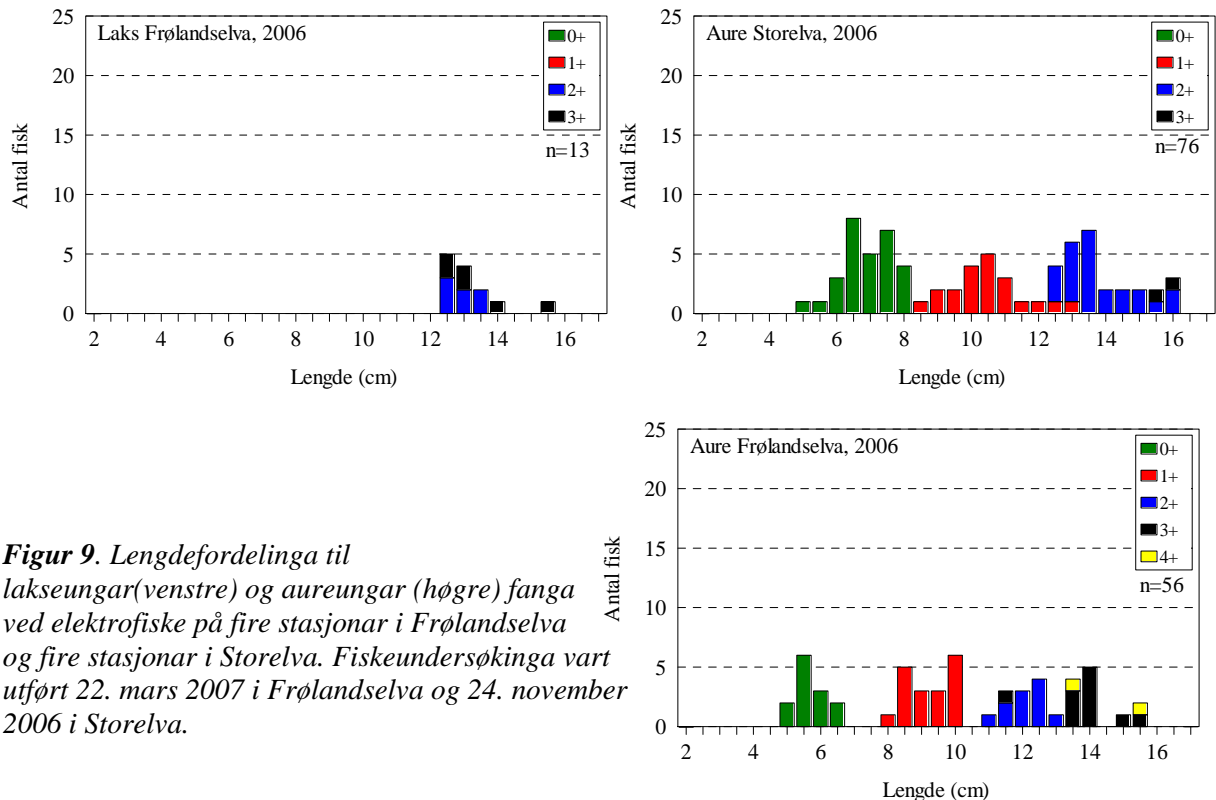 Laks Frølandselva, 2006
0+
1+
2+
3+
n=13
25
20
15
10
5
0
Antal fisk
2 4 6 8 10 12 14 16
Lengde (cm)
Aure Storelva, 2006
0+
1+
2+
3+
n=76
25
20
15
10
5
0
Antal fisk
2 4 6 8 10 12 14 16
Lengde (cm)
Aure Frølandselva, 2006
0+
1+
2+
3+
4+
n=56
25
20
15
10
5
0
Antal fisk
2 4 6 8 10 12 14 16
Lengde (cm)
Figur 9. Lengdefordelinga til
lakseungar(venstre) og aureungar (høgre) fanga
ved elektrofiske på fire stasjonar i Frølandselva
og fire stasjonar i Storelva. Fiskeundersøkinga vart
utført 22. mars 2007 i Frølandselva og 24. november
2006 i Storelva.